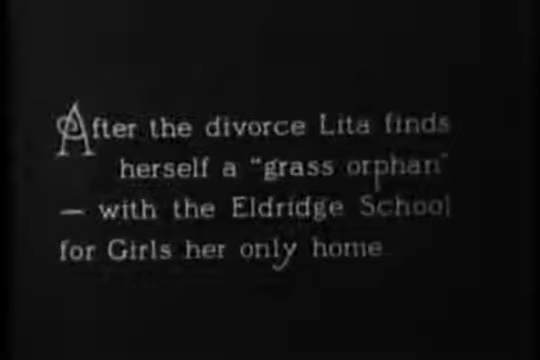 After the divorce Lita finds
herself a "grass orphan"
— with the Eldridge School
for Girls her only home